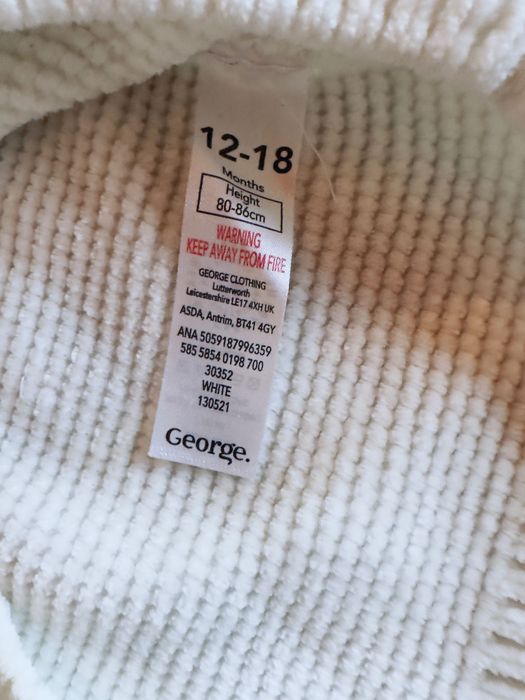 12-18
Months
Height
80-86cm
WARNING
KEEP AWAY FROM FIRE
GEORGE CLOTHING
Lutterworth
Leicestershire LE17 4XH UK
ASDA, Antrim, BT41 4GY
ANA 5059187996359
585 5854 0198 700
30352
WHITE
130521
George.